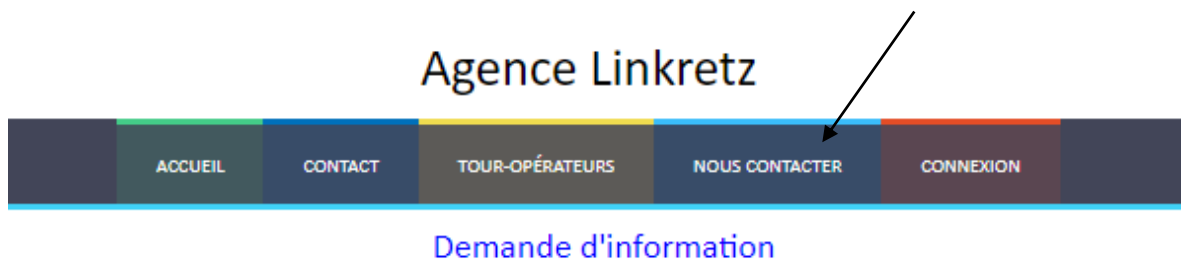 Agence Linkretz
ACCUEIL CONTACT TOUR-OPÉRATEURS NOUS CONTACTER CONNEXION
Demande d'information